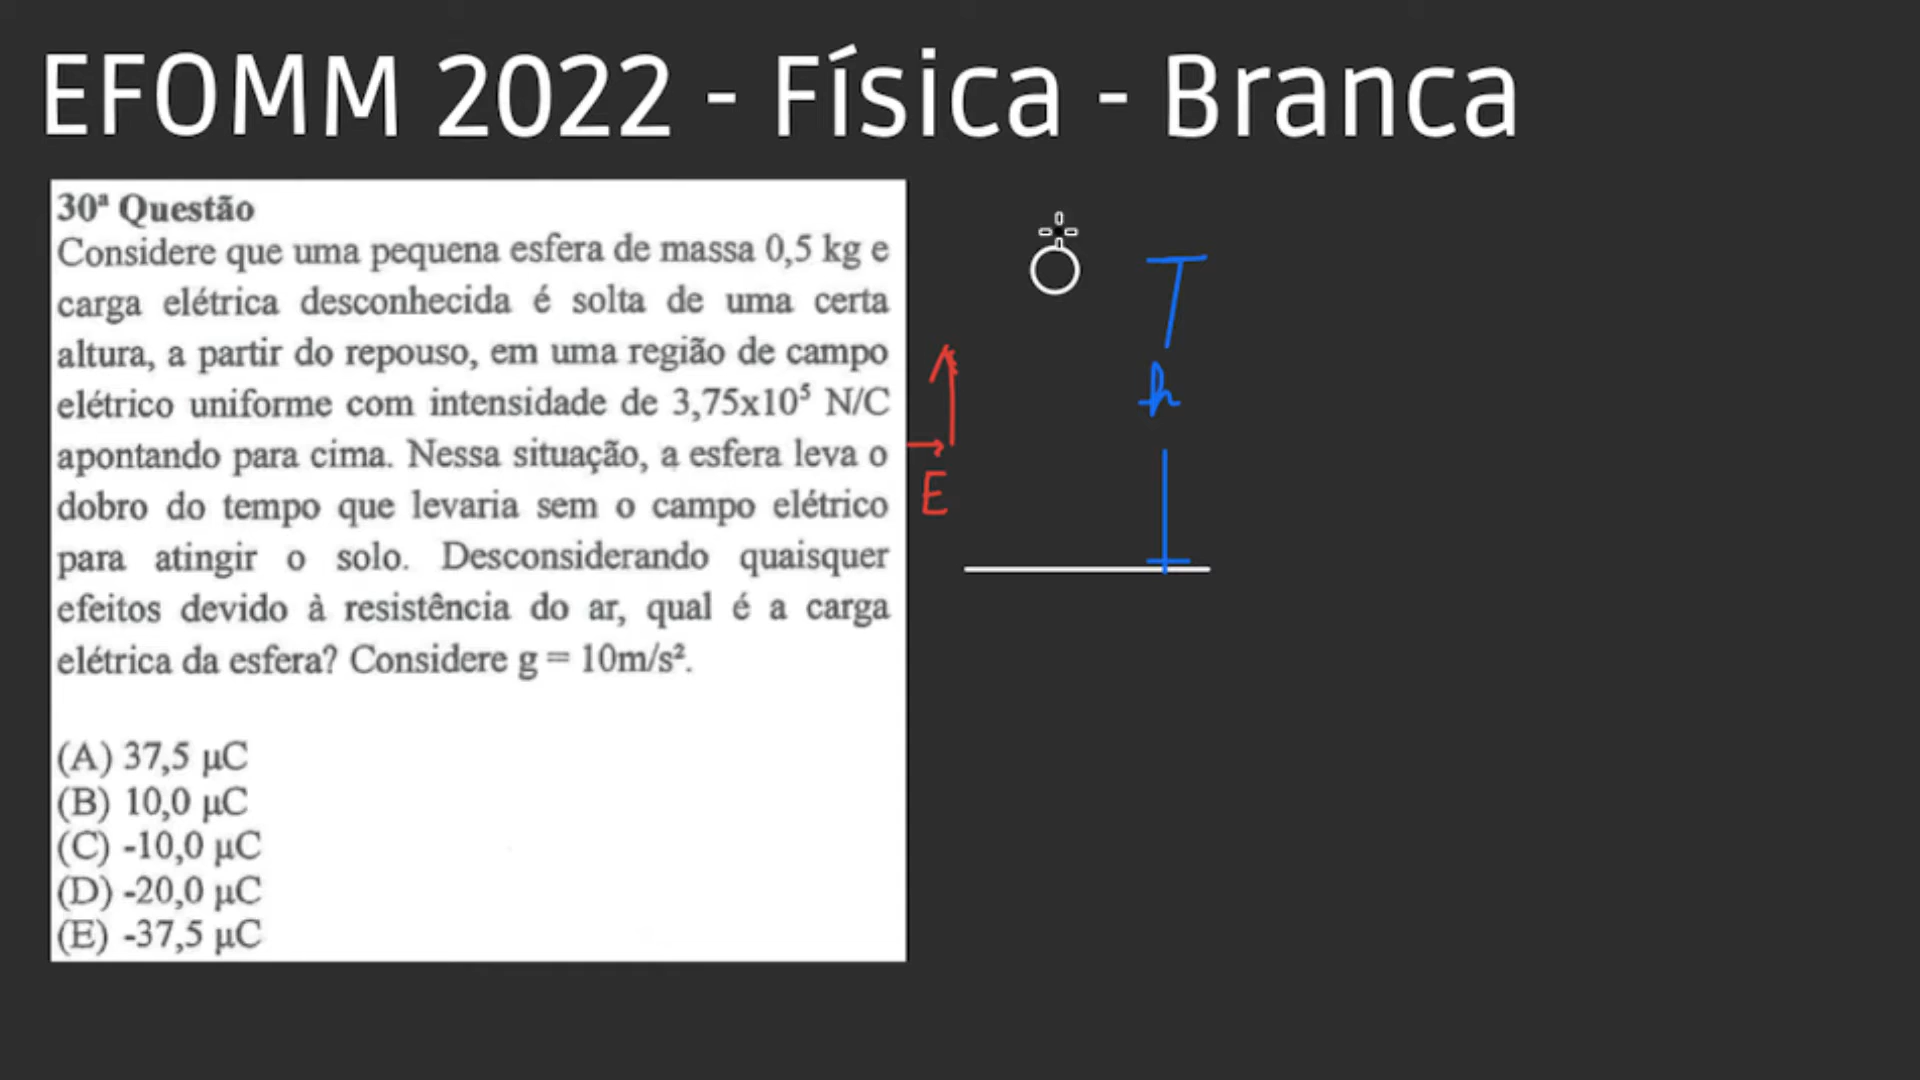 EFOMM 2022 - Física - Branca
30ª Questão
Considere que uma pequena esfera de massa 0,5 kg e
carga elétrica desconhecida é solta de uma certa
altura, a partir do repouso, em uma região de campo
elétrico uniforme com intensidade de 3,75x10⁵ N/C
apontando para cima. Nessa situação, a esfera leva o
dobro do tempo que levaria sem o campo elétrico
para atingir o solo. Desconsiderando quaisquer
efeitos devido à resistência do ar, qual é a carga
elétrica da esfera? Considere g = 10m/s².
(A) 37,5 μC
(B) 10,0 μC
(C) -10,0 μC
(D) -20,0 μC
(E) -37,5 μC
E
h